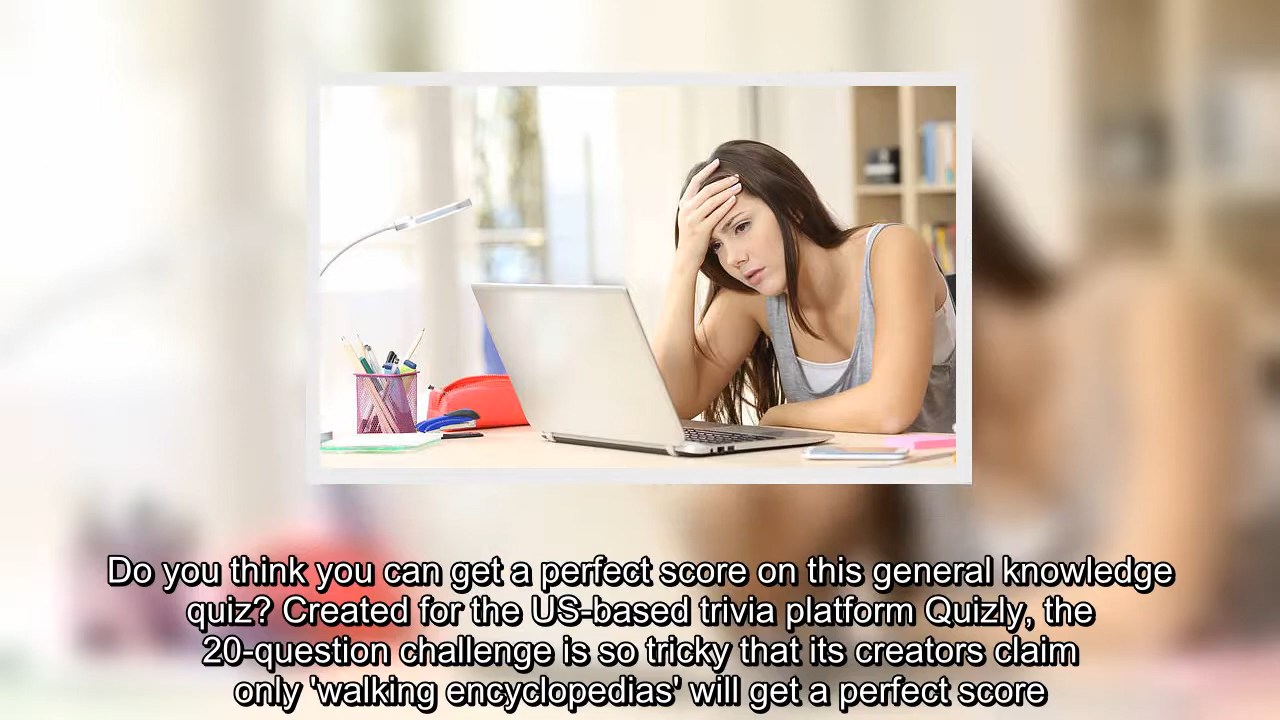 Do you think you can get a perfect score on this general knowledge
quiz? Created for the US-based trivia platform Quizly, the
20-question challenge is so tricky that its creators claim
only 'walking encyclopedias' will get a perfect score